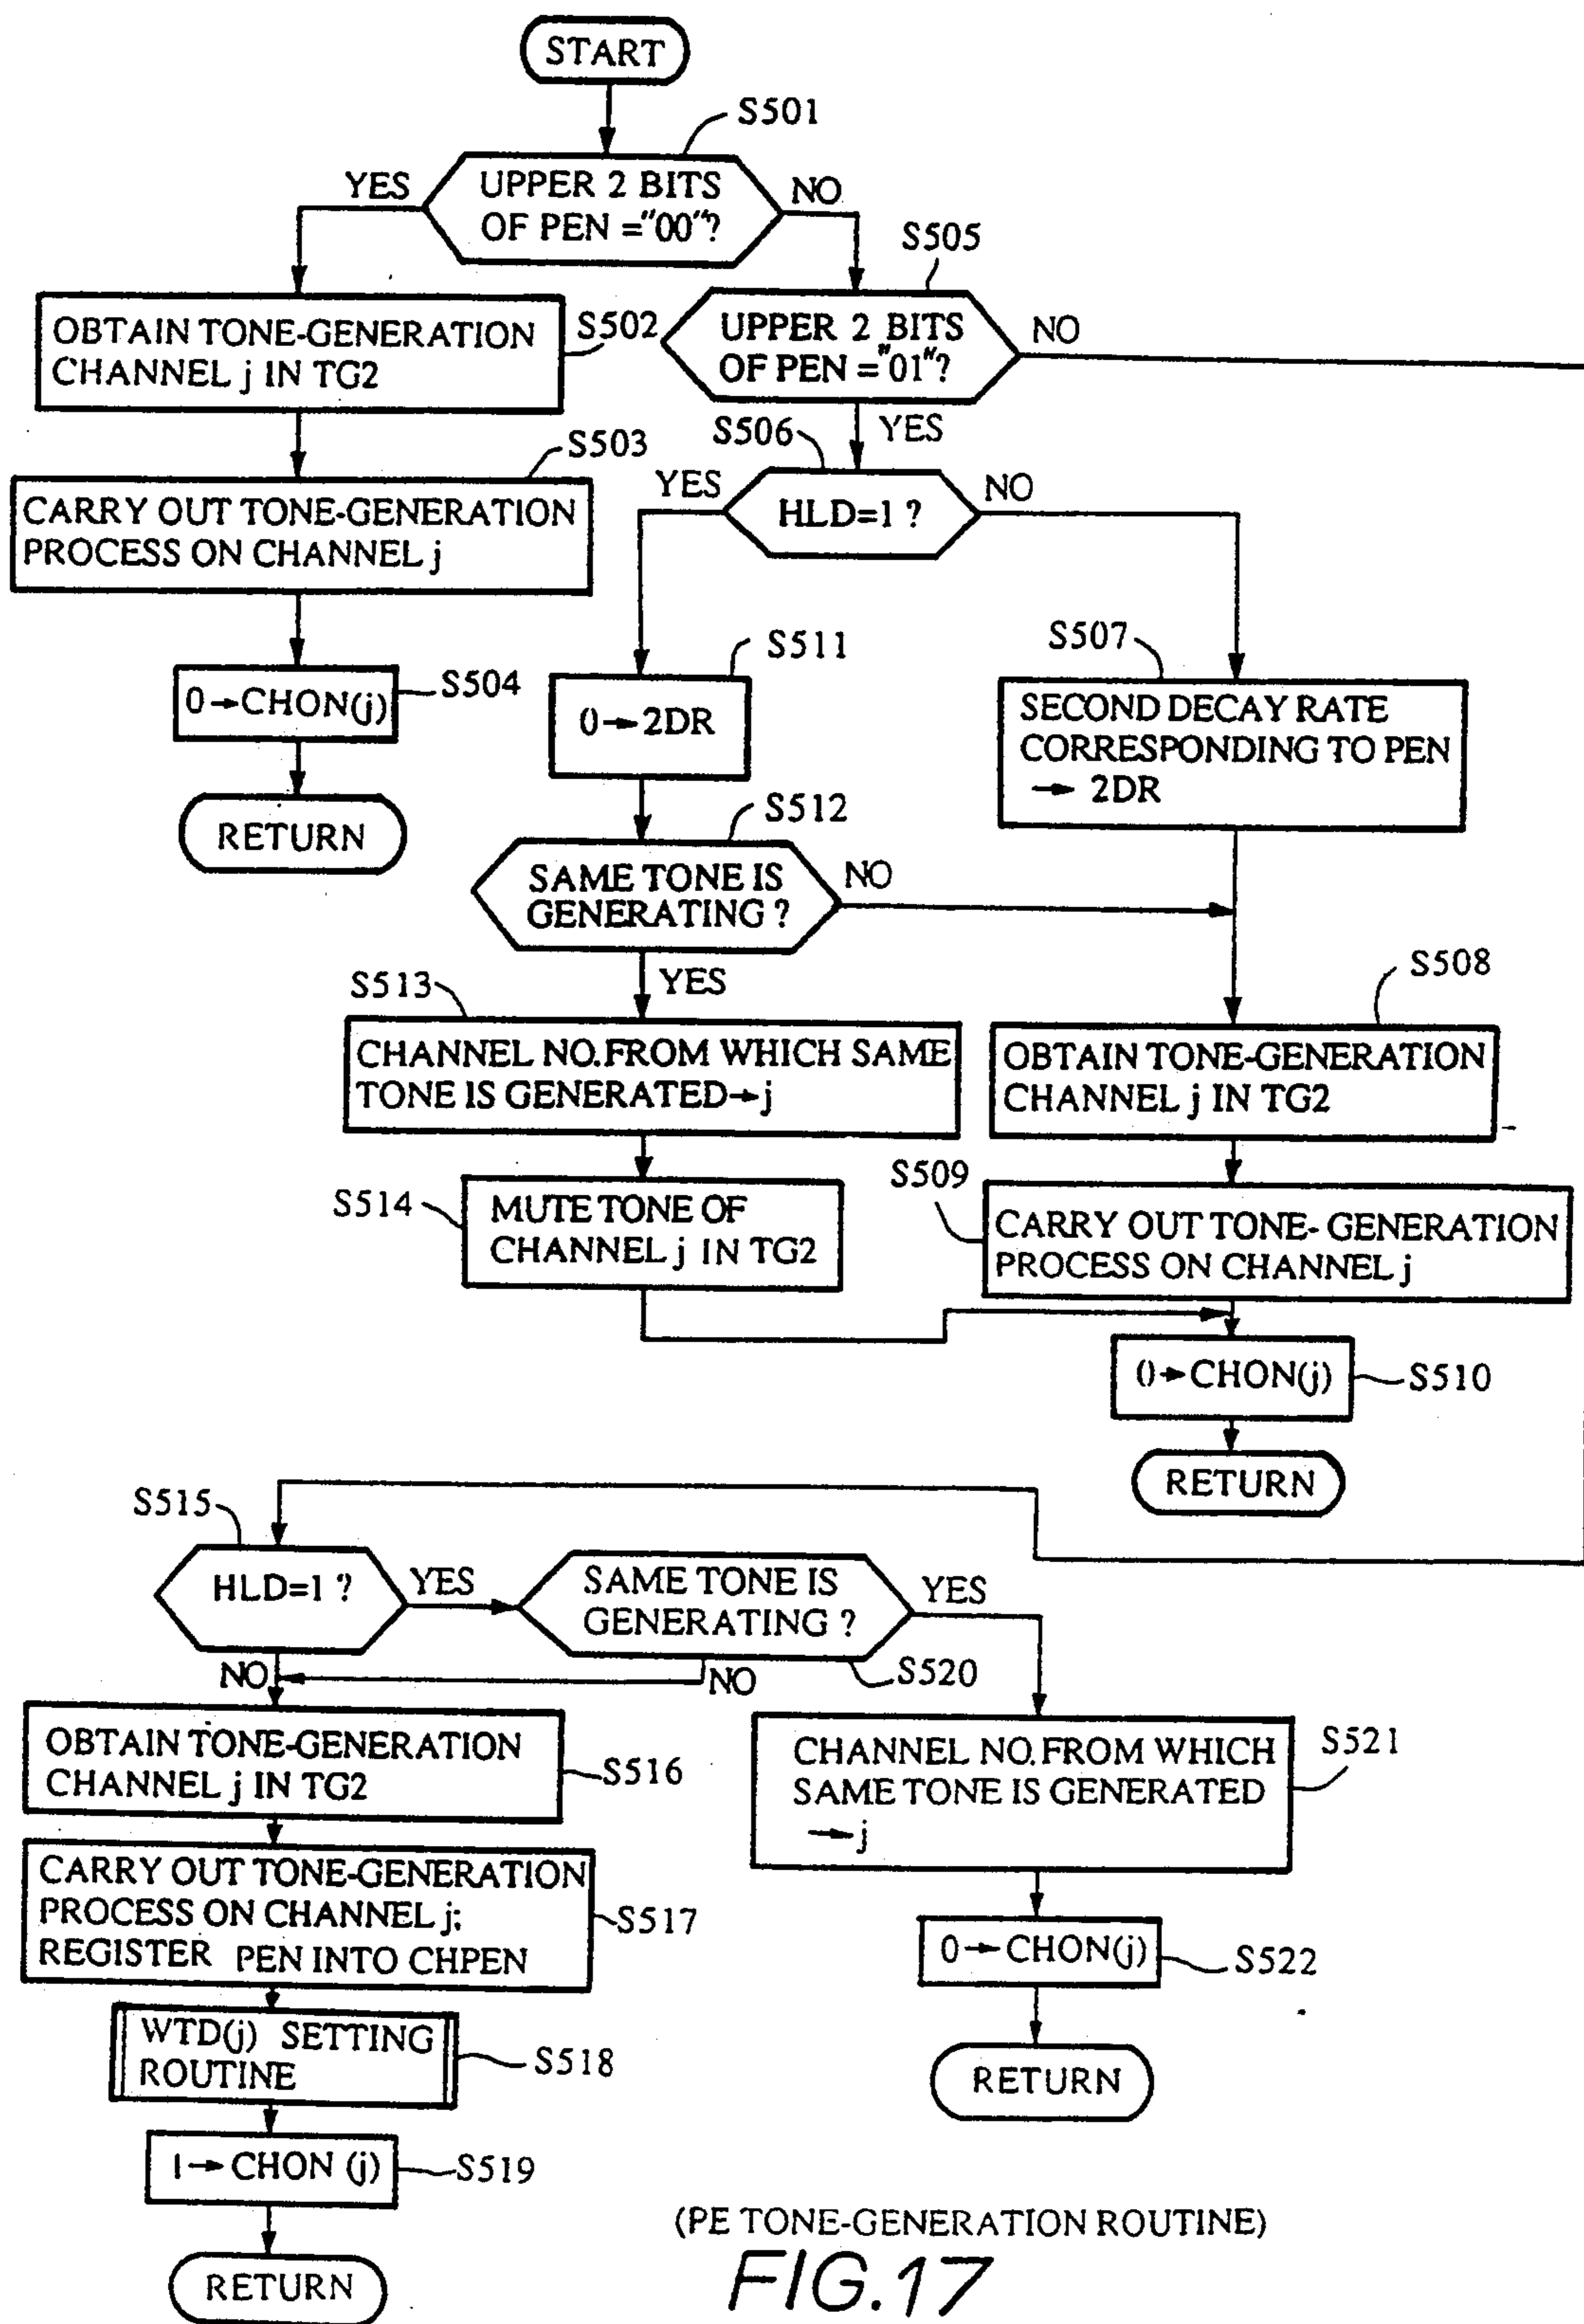 START
S501
YES
UPPER 2 BITS
OF PEN ="00"?
NO
S505
OBTAIN TONE-GENERATION
CHANNEL j IN TG2
S502
UPPER 2 BITS
OF PEN ="01"?
NO
YES
S503
CARRY OUT TONE-GENERATION
PROCESS ON CHANNEL j
S506
YES
HLD=1 ?
NO
0→CHON(j)
S504
RETURN
S511
0→2DR
S507
SECOND DECAY RATE
CORRESPONDING TO PEN
→ 2DR
S512
SAME TONE IS
GENERATING ?
NO
YES
S513
CHANNEL NO.FROM WHICH SAME
TONE IS GENERATED→j
S508
OBTAIN TONE-GENERATION
CHANNEL j IN TG2
S514
MUTE TONE OF
CHANNEL j IN TG2
S509
CARRY OUT TONE- GENERATION
PROCESS ON CHANNEL j
0→CHON(j)
S510
RETURN
S515
HLD=1 ?
YES
SAME TONE IS
GENERATING ?
YES
NO
NO
S520
OBTAIN TONE-GENERATION
CHANNEL j IN TG2
S516
CHANNEL NO.FROM WHICH
SAME TONE IS GENERATED
→j
S521
CARRY OUT TONE-GENERATION
PROCESS ON CHANNEL j;
REGISTER PEN INTO CHPEN
S517
0→CHON(j)
S522
WTD(j) SETTING
ROUTINE
S518
RETURN
1→CHON (j)
S519
RETURN
(PE TONE-GENERATION ROUTINE)
FIG.17